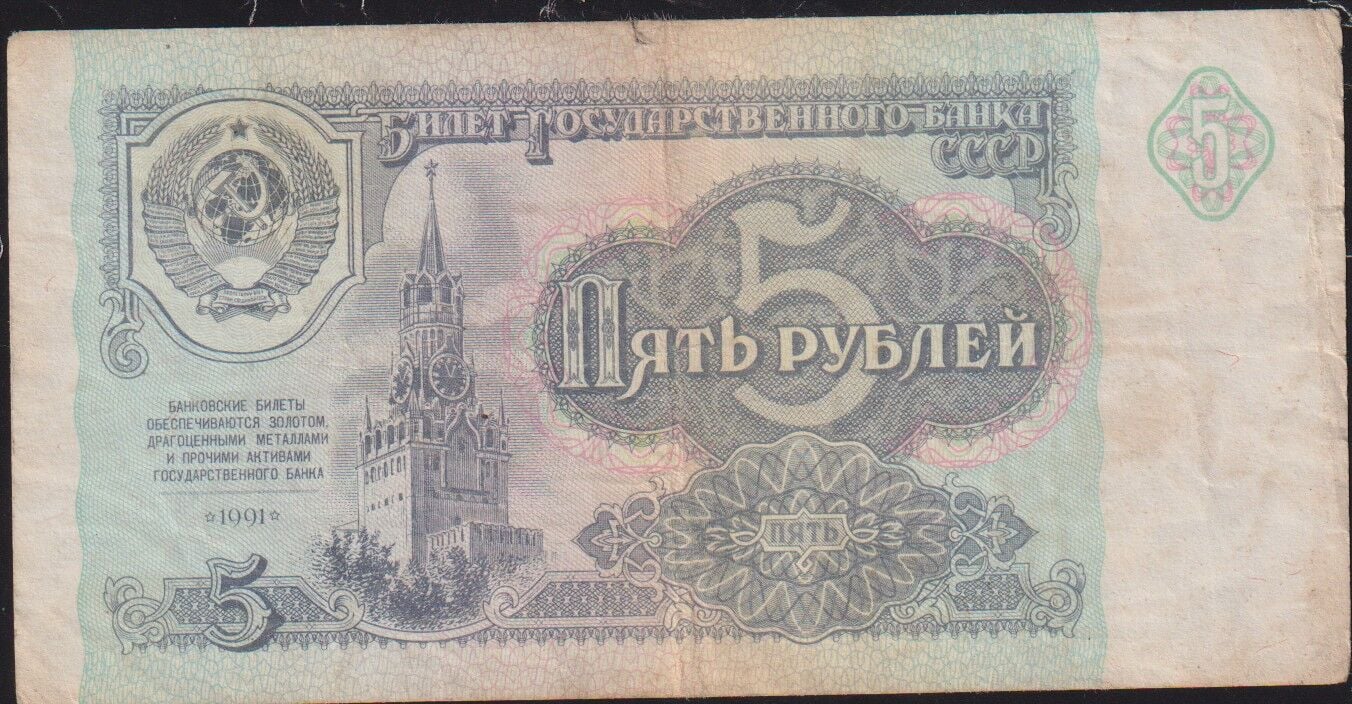 БИЛЕТ ГОСУДАРСТВЕННОГО БАНКА
СССР
5
5
ПЯТЬ РУБЛЕЙ
БАНКОВСКИЕ БИЛЕТЫ
ОБЕСПЕЧИВАЮТСЯ ЗОЛОТОМ,
ДРАГОЦЕННЫМИ МЕТАЛЛАМИ
И ПРОЧИМИ АКТИВАМИ
ГОСУДАРСТВЕННОГО БАНКА
☆1991☆
ПЯТЬ
5